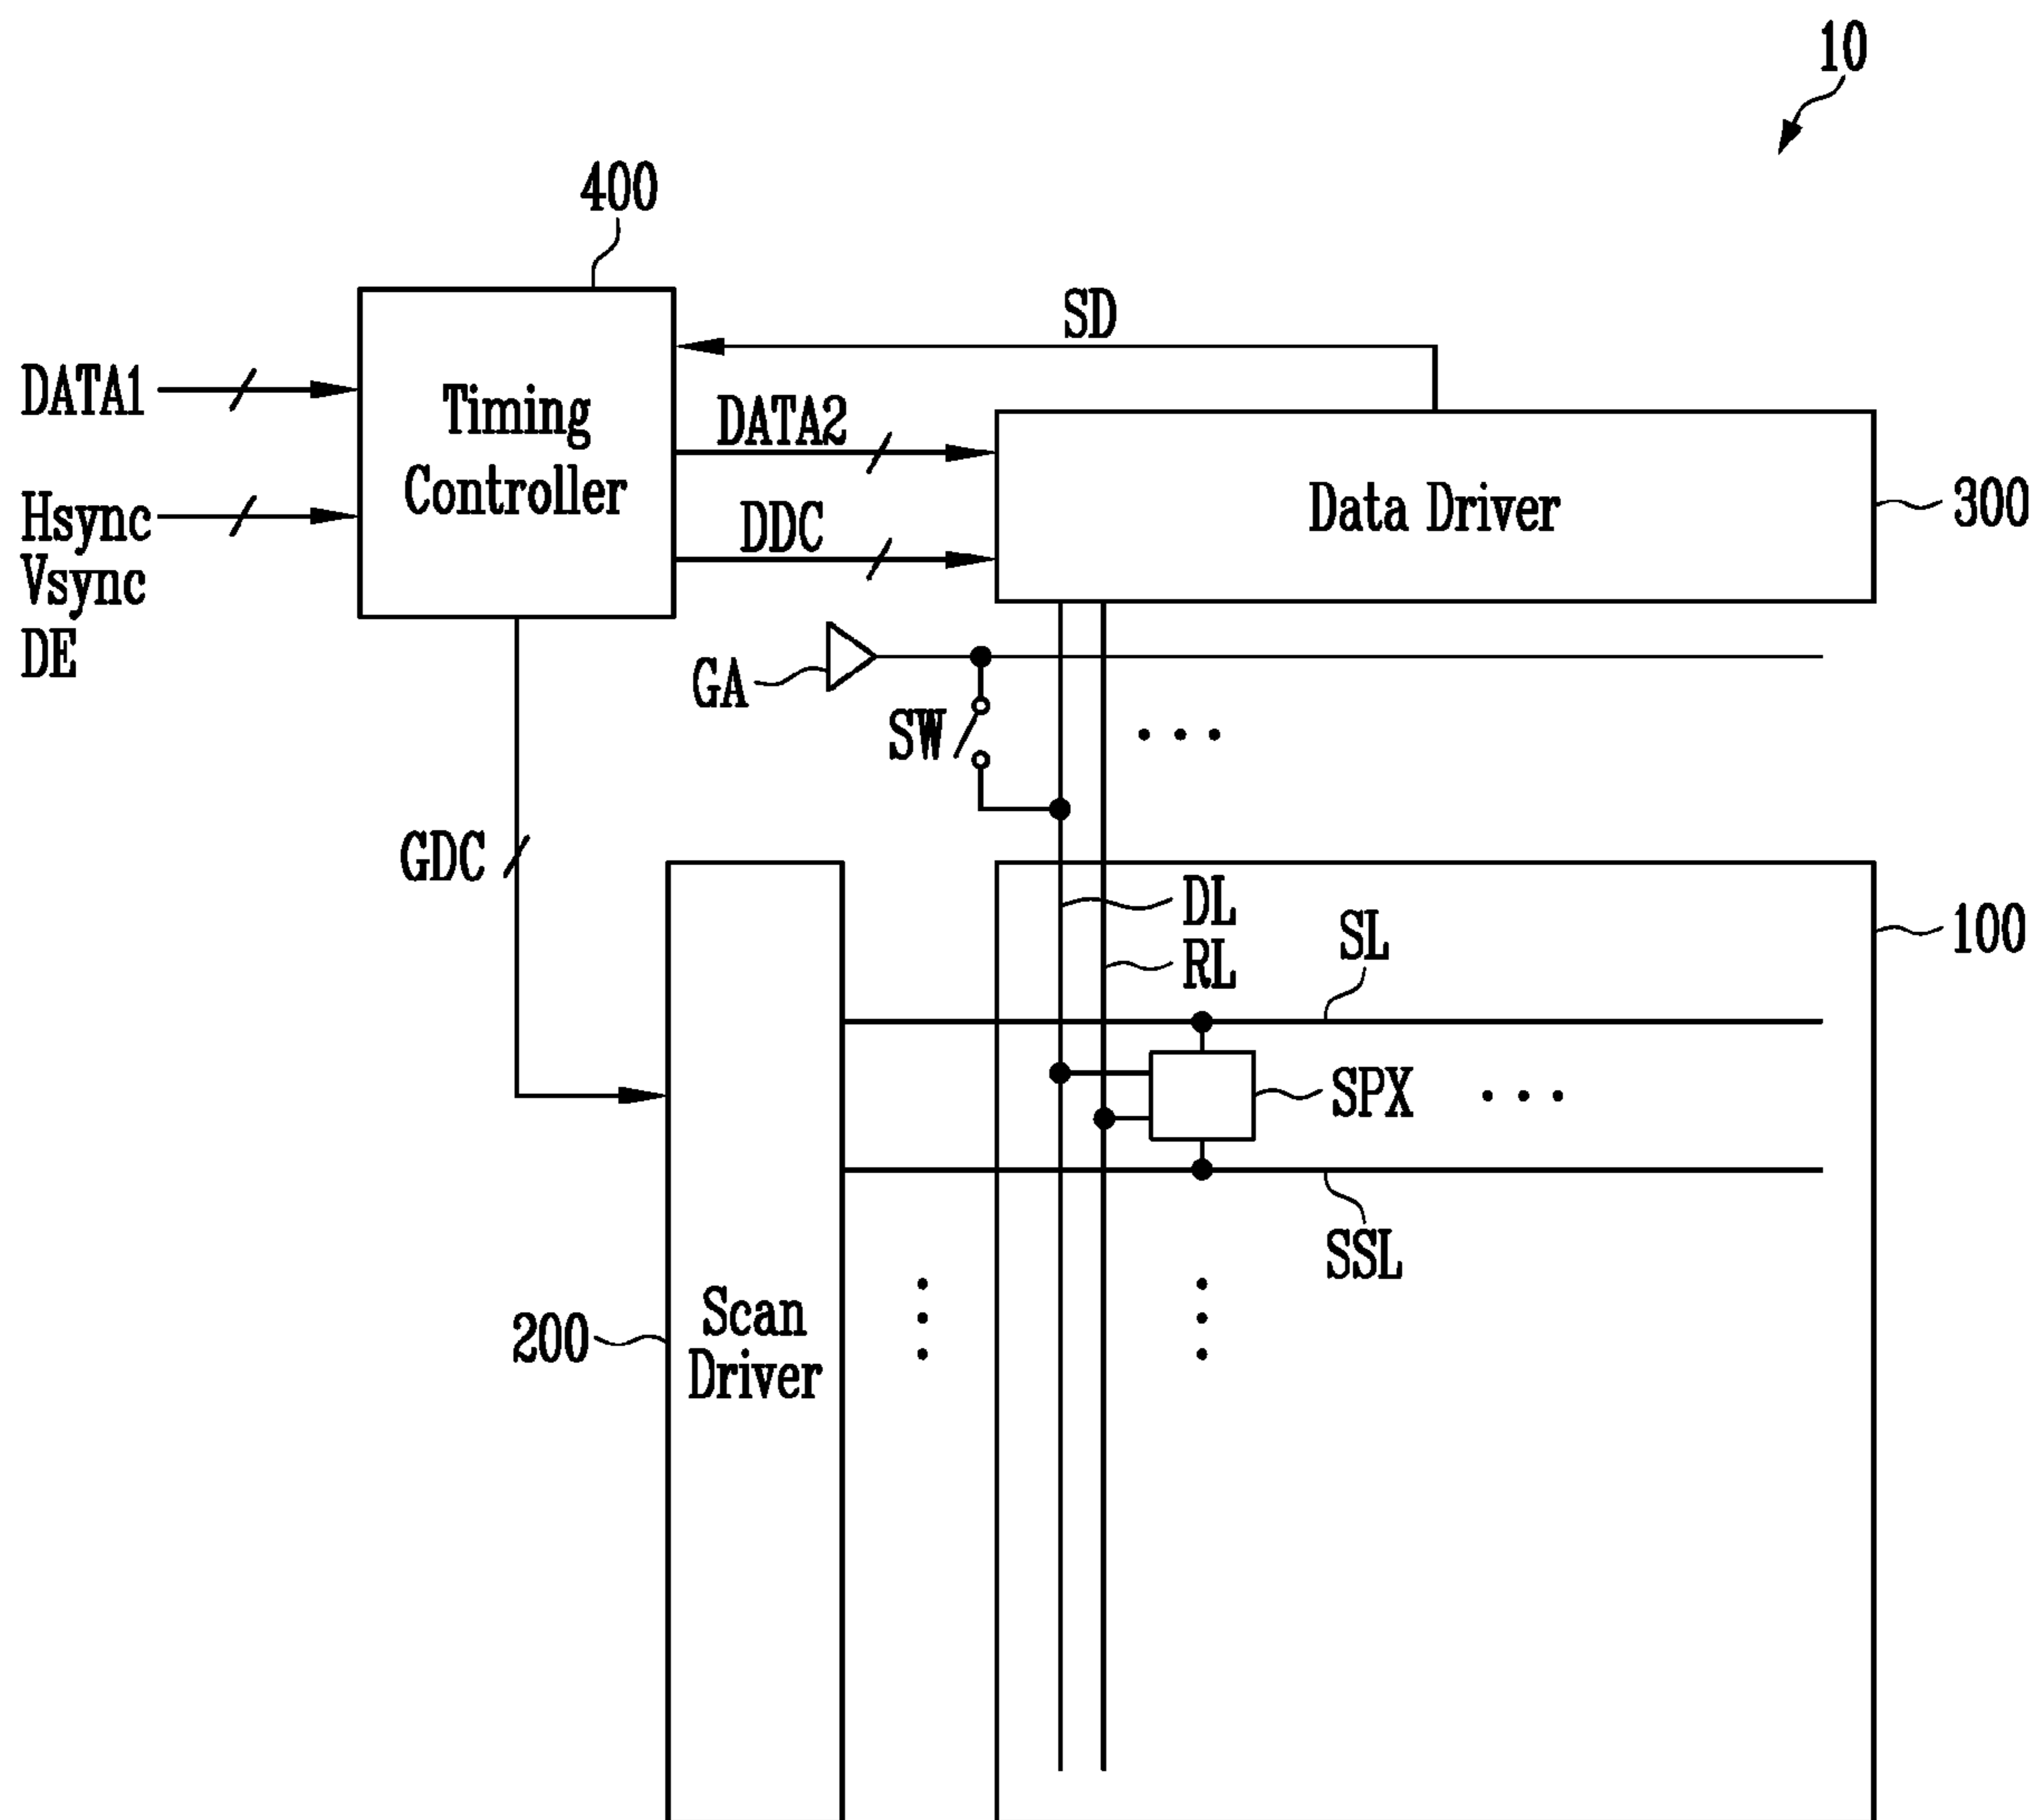 10
400
SD
DATA1
Timing
Controller
DATA2
Hsync
Vsync
DE
DDC
Data Driver
300
GA
SW
GDC
DL
RL
SL
100
SPX
SSL
200
Scan
Driver